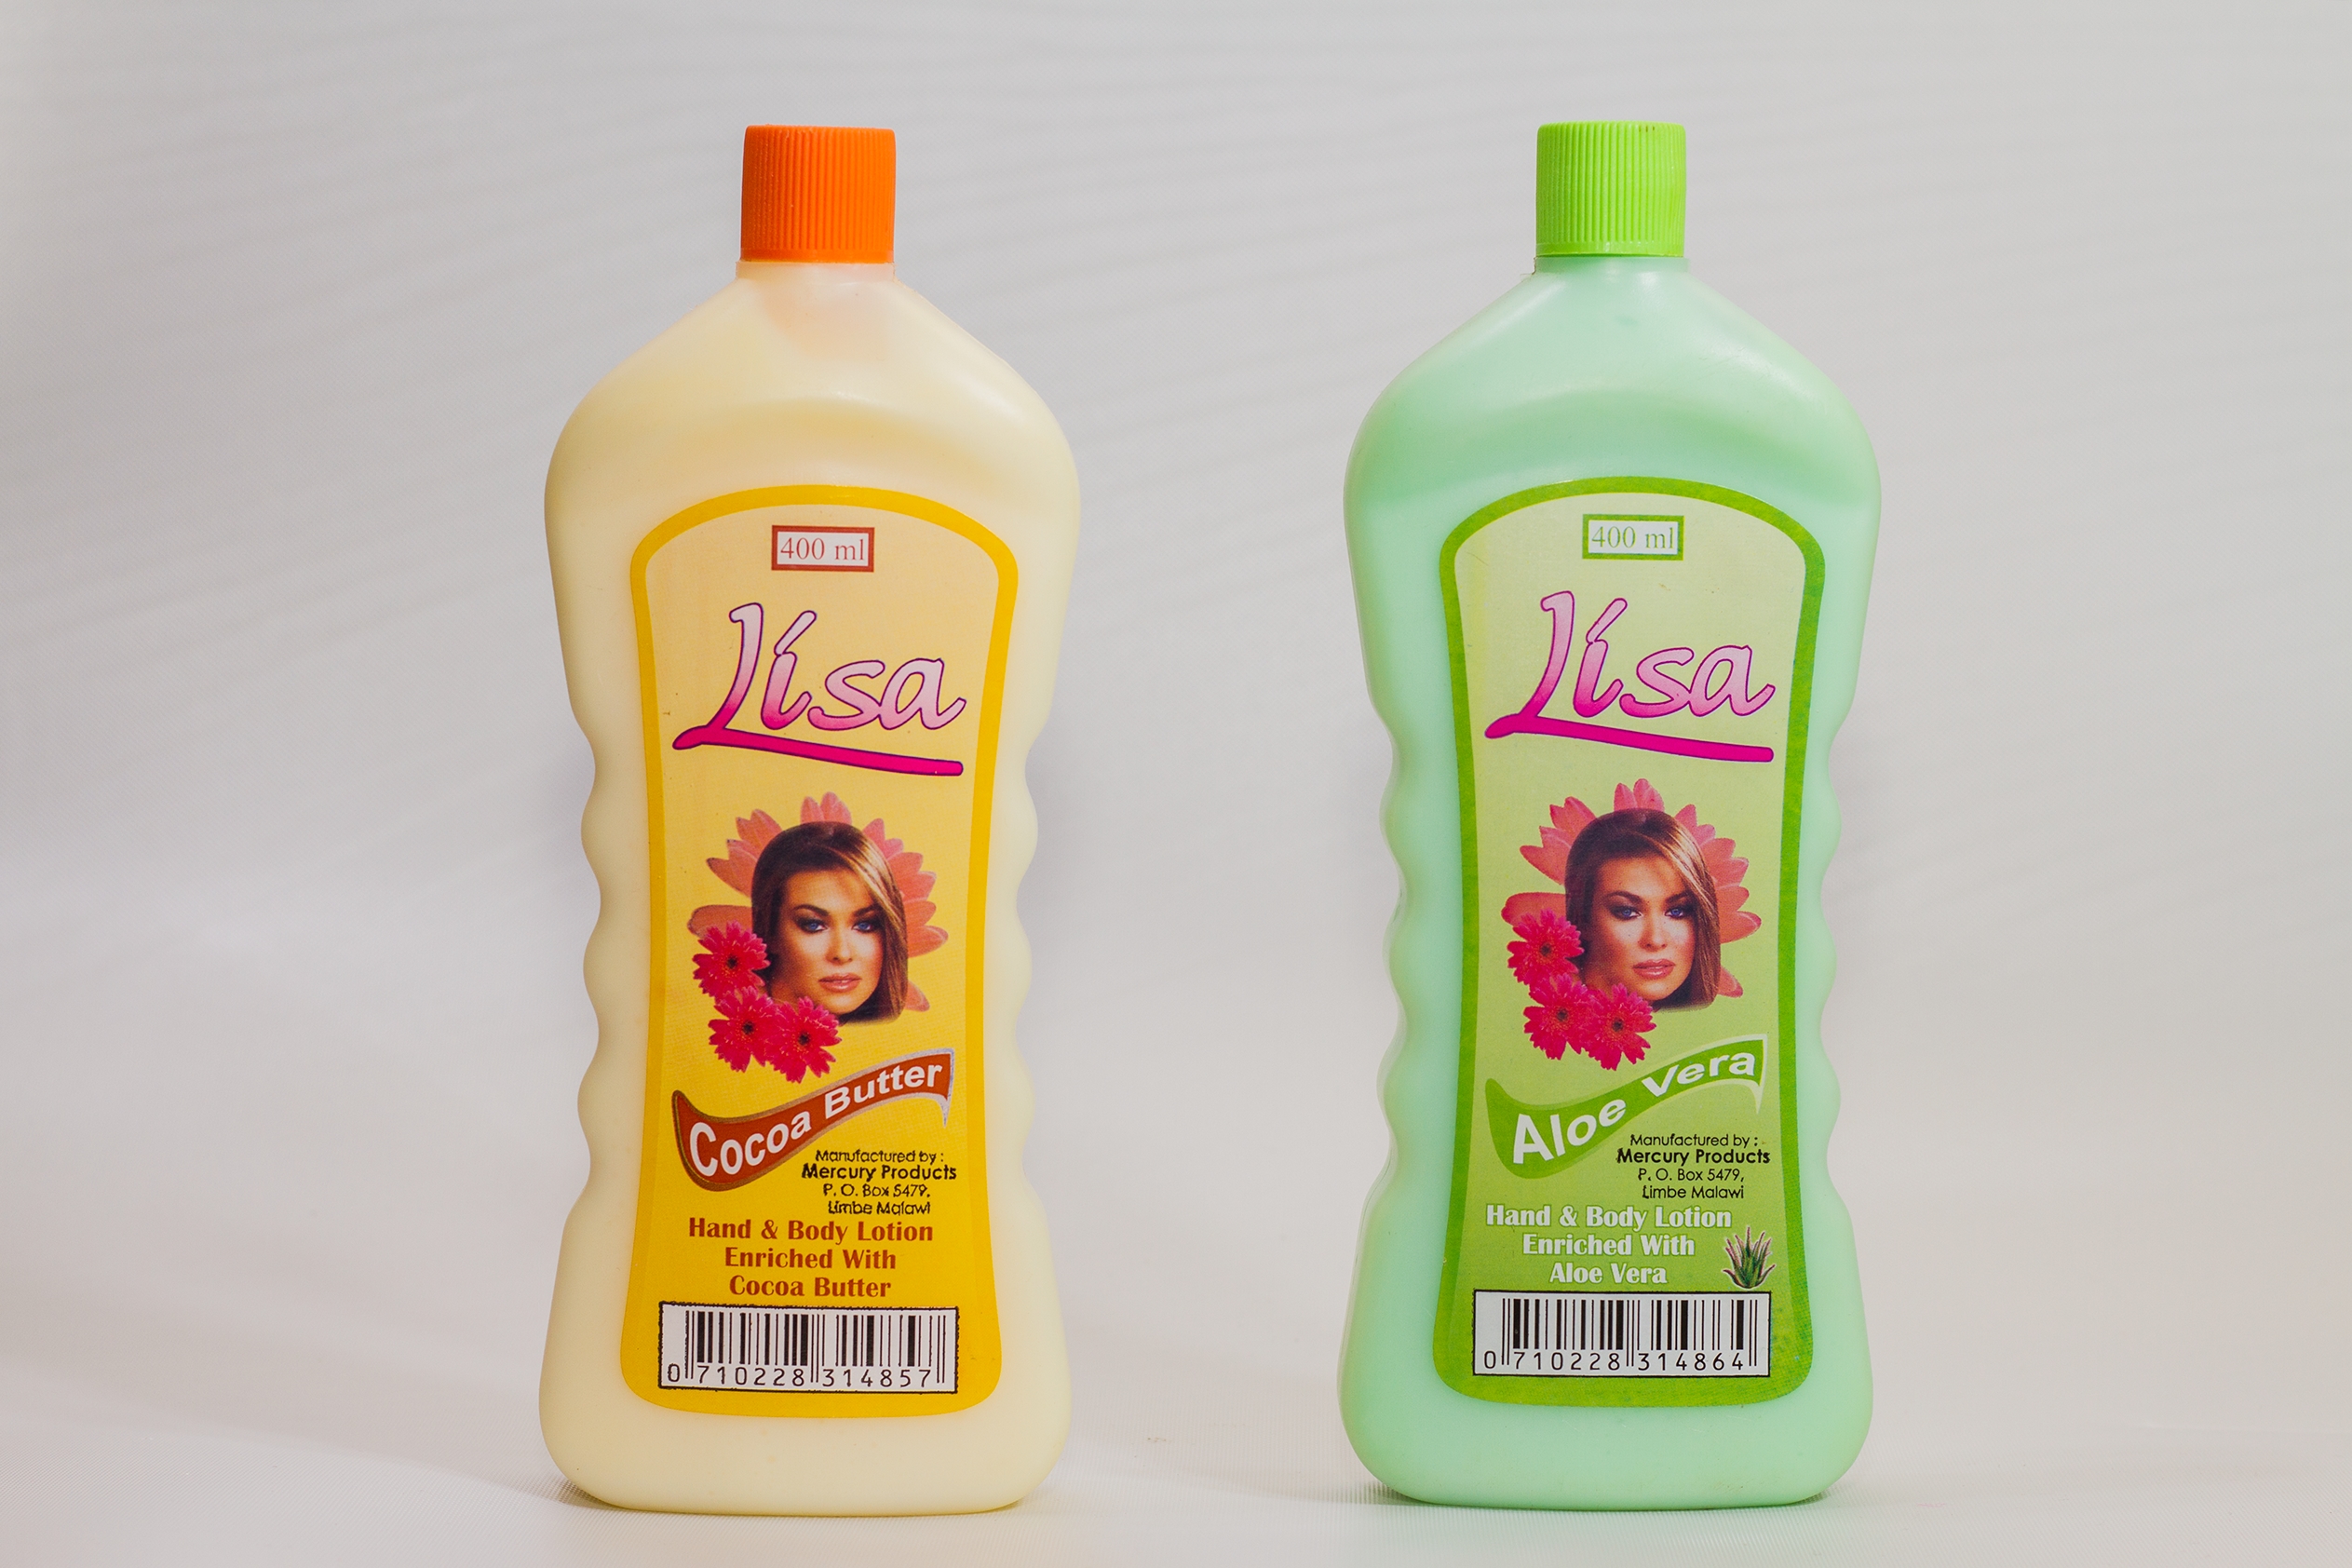 400 ml
Lisa
Cocoa Butter
Manufactured by :
Mercury Products
P. O. Box 5479,
Limbe Malawi
Hand & Body Lotion
Enriched With
Cocoa Butter
0 710228 314857
400 ml
Lisa
Aloe Vera
Manufactured by :
Mercury Products
P. O. Box 5479,
Limbe Malawi
Hand & Body Lotion
Enriched With
Aloe Vera
0 710228 314864